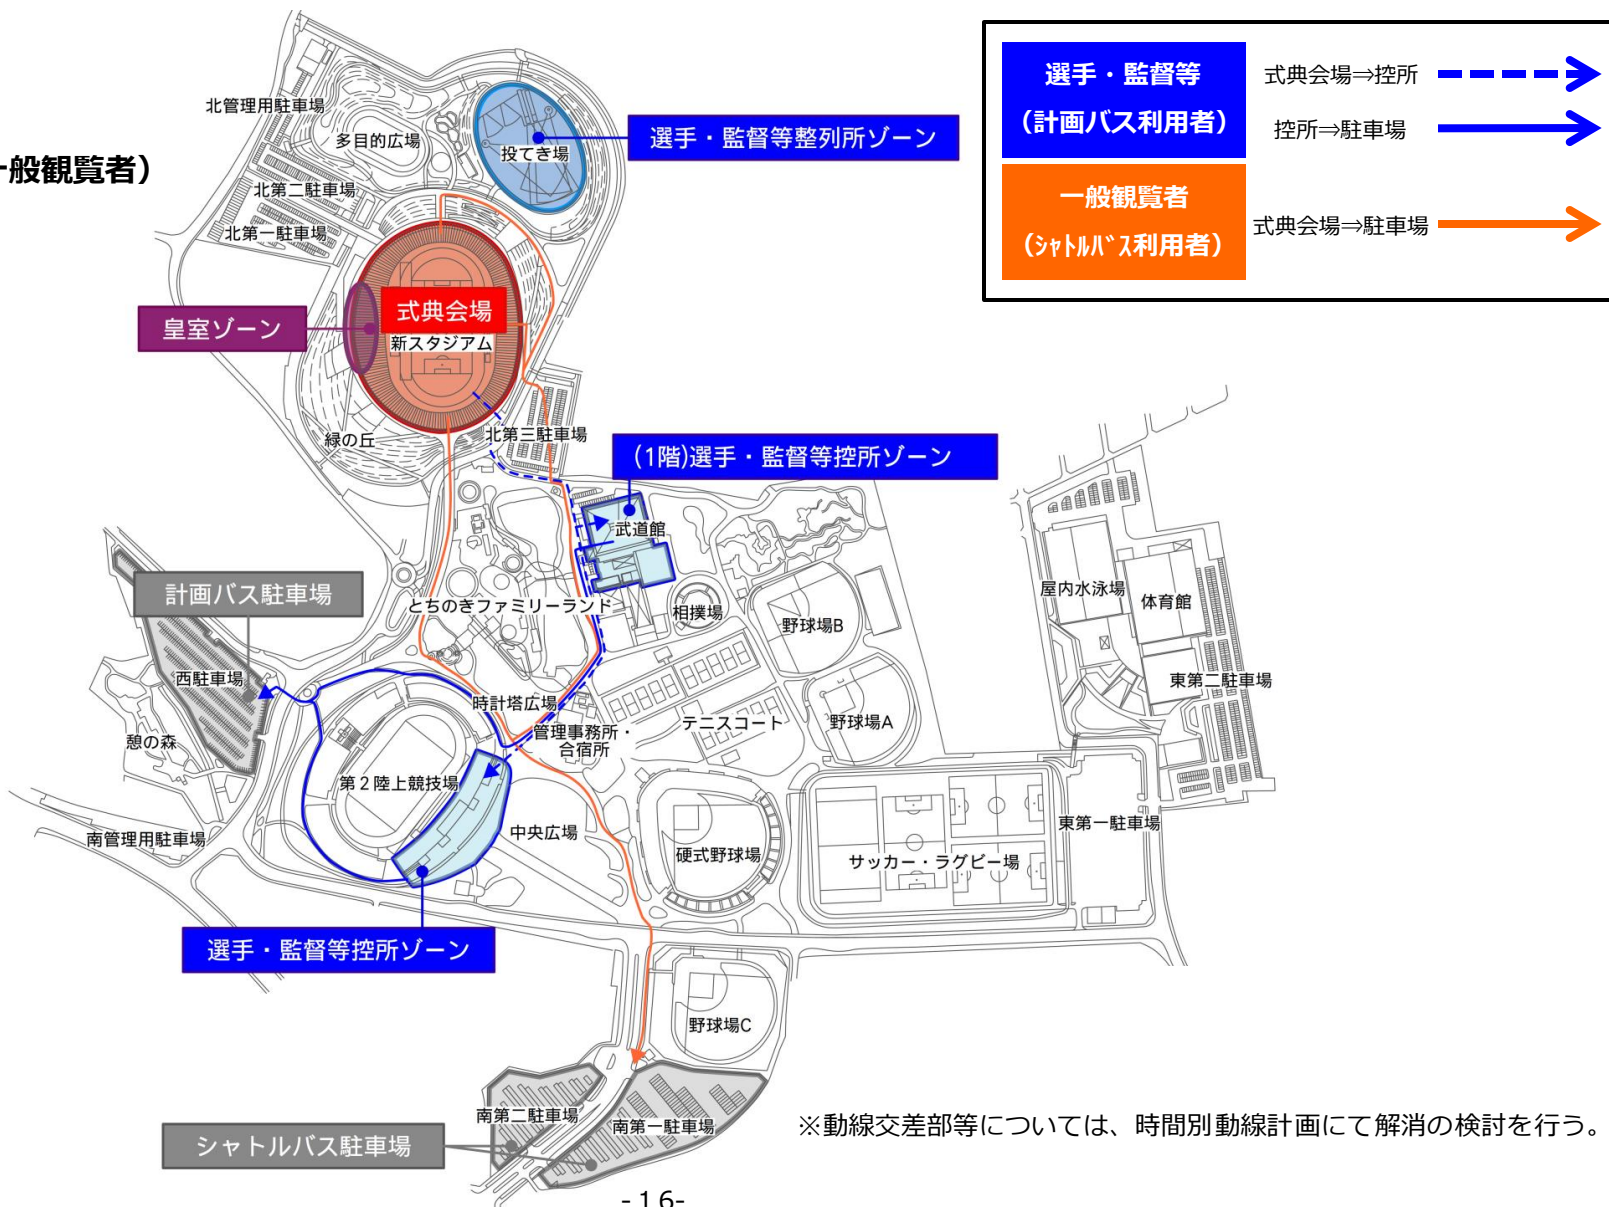 一般観覧者）
選手・監督等
（計画バス利用者）
式典会場⇒控所
控所⇒駐車場
一般観覧者
（ｼｬﾄﾙﾊﾞｽ利用者）
式典会場⇒駐車場
北管理用駐車場
多目的広場
投てき場
選手・監督等整列所ゾーン
北第二駐車場
北第一駐車場
皇室ゾーン
式典会場
新スタジアム
緑の丘
北第三駐車場
(1階)選手・監督等控所ゾーン
武道館
計画バス駐車場
とちのきファミリーランド
相撲場
野球場B
屋内水泳場
体育館
西駐車場
時計塔広場
管理事務所・
合宿所
テニスコート
野球場A
東第二駐車場
憩の森
第２陸上競技場
中央広場
南管理用駐車場
硬式野球場
サッカー・ラグビー場
東第一駐車場
選手・監督等控所ゾーン
野球場C
南第二駐車場
南第一駐車場
シャトルバス駐車場
※動線交差部等については、時間別動線計画にて解消の検討を行う。
-１６-